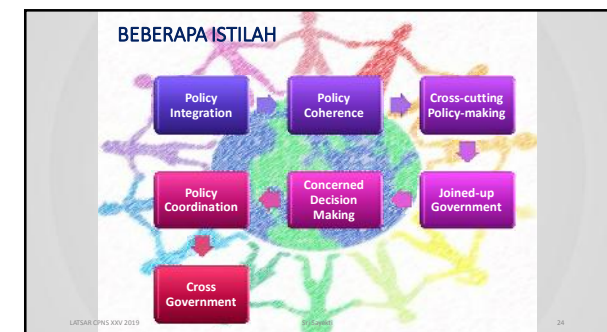 BEBERAPA ISTILAH
Policy
Integration
Policy
Coherence
Cross-cutting
Policy-making
Joined-up
Government
Concerned
Decision
Making
Policy
Coordination
Cross
Government
LATSAR CPNS XXV 2019
24